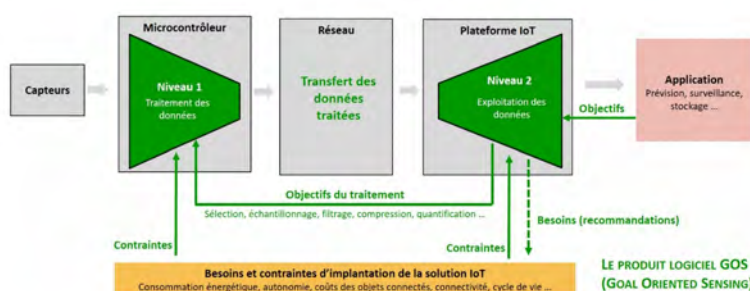 Microcontrôleur
Réseau
Plateforme IoT
Capteurs
Niveau 1
Traitement des
données
Transfert des
données
traitées
Niveau 2
Exploitation des
données
Application
Prévision, surveillance,
stockage ...
Objectifs
Objectifs du traitement
Sélection, échantillonnage, filtrage, compression, quantification ...
Contraintes
Contraintes
Besoins (recommandations)
Besoins et contraintes d'implantation de la solution IoT
Consommation énergétique, autonomie, coûts des objets connectés, connectivité, cycle de vie ...
LE PRODUIT LOGICIEL GOS
(GOAL ORIENTED SENSING)